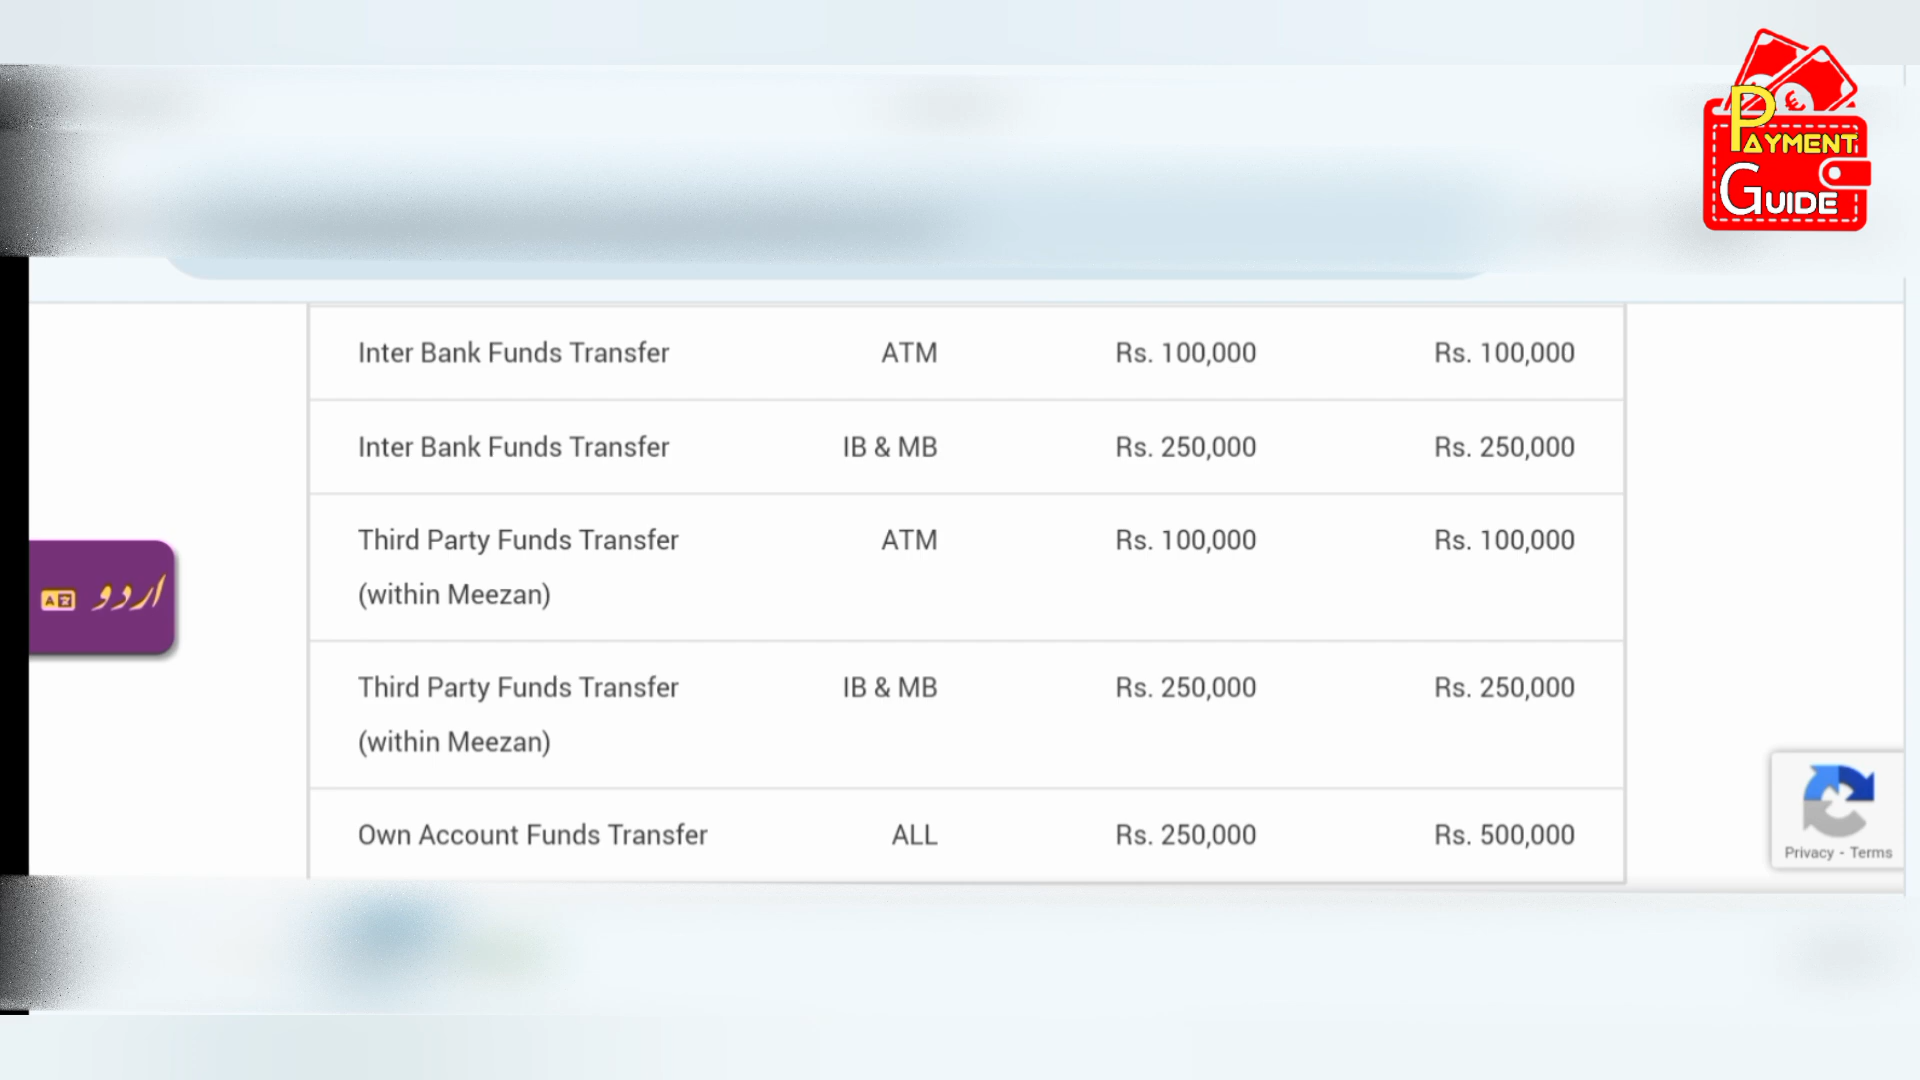 PAYMENT
GUIDE
Inter Bank Funds Transfer ATM Rs. 100,000 Rs. 100,000
Inter Bank Funds Transfer IB & MB Rs. 250,000 Rs. 250,000
Third Party Funds Transfer ATM Rs. 100,000 Rs. 100,000
(within Meezan)
اردو
Third Party Funds Transfer IB & MB Rs. 250,000 Rs. 250,000
(within Meezan)
Own Account Funds Transfer ALL Rs. 250,000 Rs. 500,000
Privacy - Terms